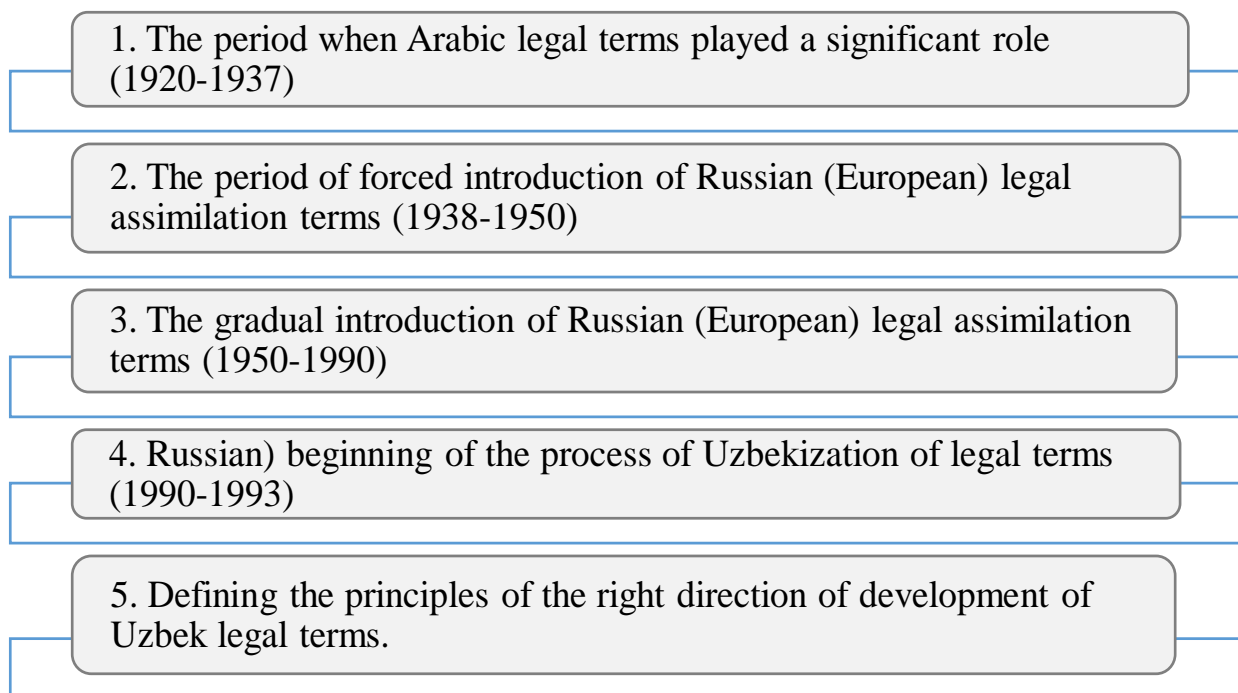 1. The period when Arabic legal terms played a significant role
(1920-1937)
2. The period of forced introduction of Russian (European) legal
assimilation terms (1938-1950)
3. The gradual introduction of Russian (European) legal assimilation
terms (1950-1990)
4. Russian) beginning of the process of Uzbekization of legal terms
(1990-1993)
5. Defining the principles of the right direction of development of
Uzbek legal terms.